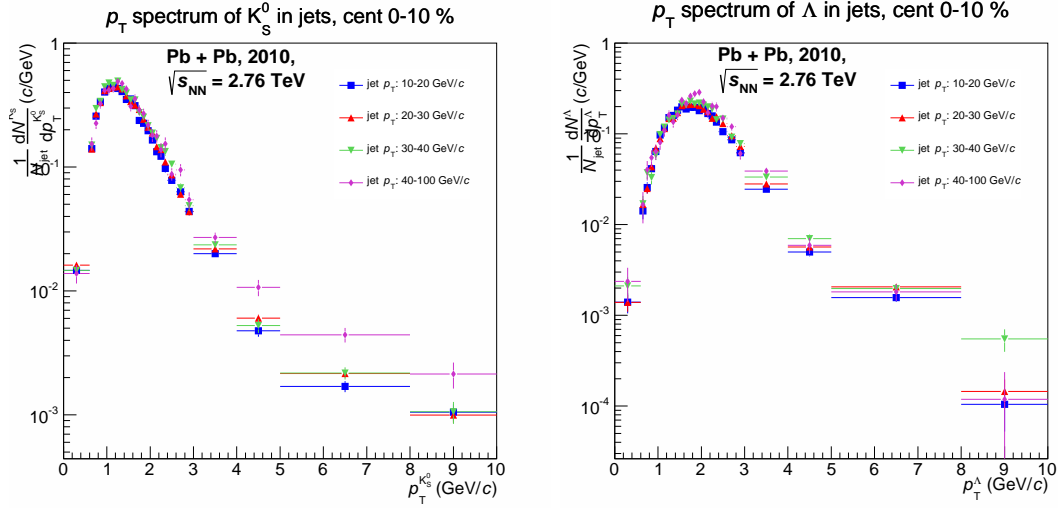 p_T spectrum of K^0_S in jets, cent 0-10 %
Pb + Pb, 2010,
√s_NN = 2.76 TeV
jet p_T: 10-20 GeV/c
jet p_T: 20-30 GeV/c
jet p_T: 30-40 GeV/c
jet p_T: 40-100 GeV/c
1
10^-1
10^-2
10^-3
0 1 2 3 4 5 6 7 8 9 10
p_T^{K^0_S} (GeV/c)
p_T spectrum of Λ in jets, cent 0-10 %
1/N_jet dN^Λ/dp_T^Λ (c/GeV)
Pb + Pb, 2010,
√s_NN = 2.76 TeV
jet p_T: 10-20 GeV/c
jet p_T: 20-30 GeV/c
jet p_T: 30-40 GeV/c
jet p_T: 40-100 GeV/c
1
10^-1
10^-2
10^-3
10^-4
0 1 2 3 4 5 6 7 8 9 10
p_T^Λ (GeV/c)